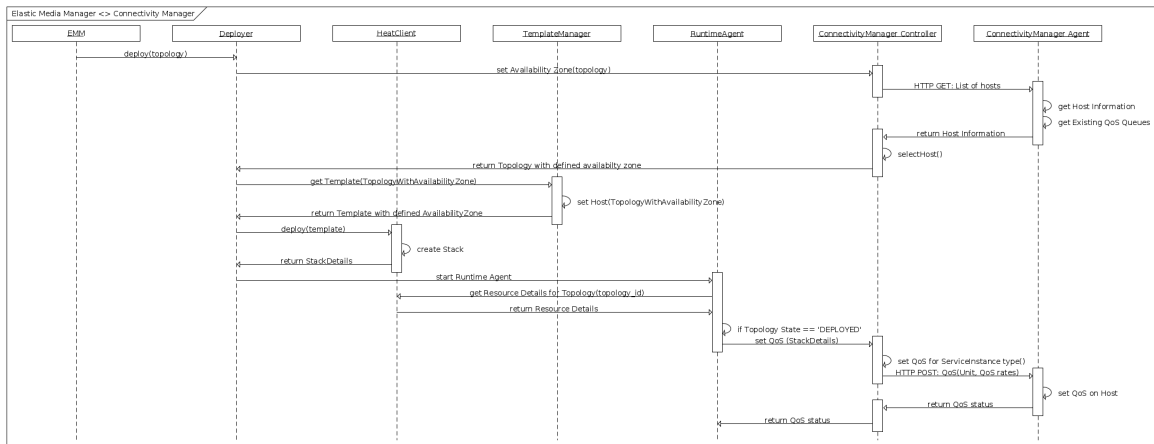 Elastic Media Manager <> Connectivity Manager
EMM
Deployer
HeatClient
TemplateManager
RuntimeAgent
ConnectivityManager Controller
ConnectivityManager Agent
deploy(topology)
set Availability Zone(topology)
HTTP GET: List of hosts
get Host Information
get Existing QoS Queues
return Host Information
selectHost()
return Topology with defined availabilty zone
get Template(TopologyWithAvailabilityZone)
set Host(TopologyWithAvailabilityZone)
return Template with defined AvailabilityZone
deploy(template)
create Stack
return StackDetails
start Runtime Agent
get Resource Details for Topology(topology_id)
return Resource Details
if Topology State == 'DEPLOYED'
set QoS (StackDetails)
set QoS for ServiceInstance type()
HTTP POST: QoS(Unit, QoS rates)
set QoS on Host
return QoS status
return QoS status